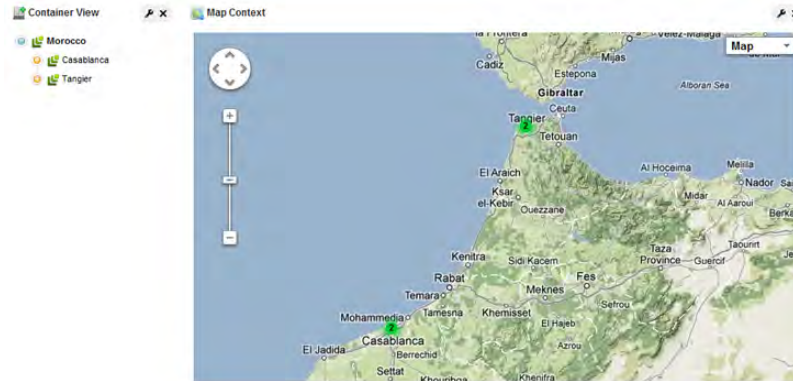 Container View
Morocco
Casablanca
Tangier
Map Context
Map
la Frontera
Velez-Malaga
Cadiz
Mijas
Estepona
Gibraltar
Alboran Sea
Ceuta
Tangier
2
Tetouan
El Araich
Al Hoceima
Melilla
Nador
Ksar
el-Kebir
Ouezzane
Midar
Al Aaroui
Berka
Kenitra
Sidi Kacem
Taza
Province
Guercif
Taourirt
Rabat
Fes
Temara
Meknes
Mohammedia
Tamesna
Khemisset
Sefrou
2
Casablanca
El Hajeb
El Jadida
Berrechid
Azrou
Settat
Khouribga
Khenifra